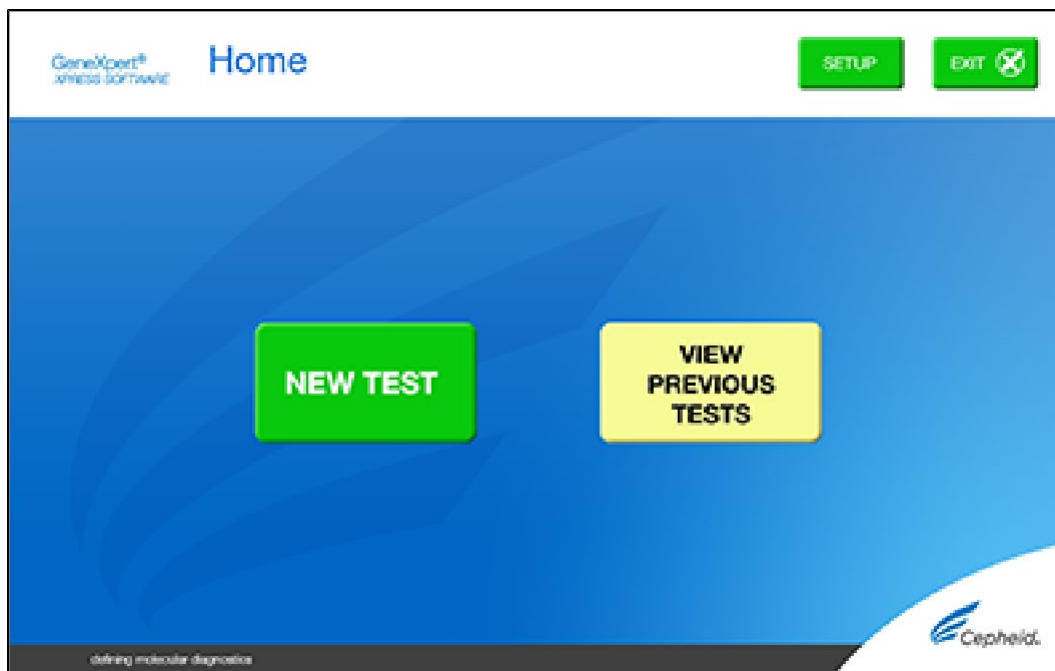 GeneXpert®
XPRESS SOFTWARE
Home
SETUP
EXIT
NEW TEST
VIEW
PREVIOUS
TESTS
Cepheid.
defining molecular diagnostics